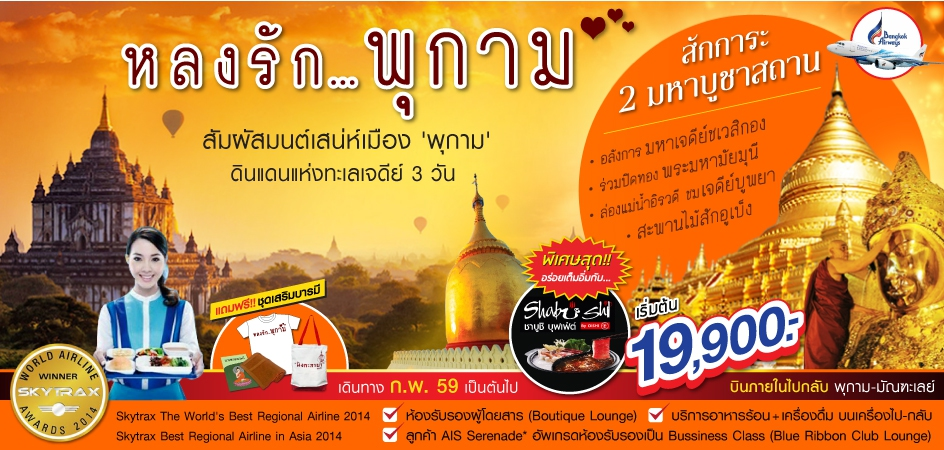 หลงรัก... พุกาม
สัมผัสมนต์เสน่ห์เมือง 'พุกาม'
ดินแดนแห่งทะเลเจดีย์ 3 วัน
Bangkok
Airways
สักการะ
2 มหาบูชาสถาน
• อลังการ มหาเจดีย์ชเวสิกอง
• ร่วมปิดทอง พระมหามัยมุนี
• ล่องแม่น้ำอิรวดี ชมเจดีย์บูพยา
• สะพานไม้สักอูเบ็ง
แถมฟรี!! ชุดเสริมบารมี
หลงรัก...พุกาม
พิเศษสุด!!
อร่อยเต็มอิ่มกับ...
Shabushi
ชาบูชิ บุฟเฟ่ต์ by OISHI
เริ่มต้น
19,900.-
เดินทาง ก.พ. 59 เป็นต้นไป
บินภายในไปกลับ พุกาม-มัณฑะเลย์
WORLD AIRLINE
WINNER
SKYTRAX
AWARDS 2014
Skytrax The World's Best Regional Airline 2014
ห้องรับรองผู้โดยสาร (Boutique Lounge)
บริการอาหารร้อน+เครื่องดื่ม บนเครื่องไป-กลับ
Skytrax Best Regional Airline in Asia 2014
ลูกค้า AIS Serenade* อัพเกรดห้องรับรองเป็น Bussiness Class (Blue Ribbon Club Lounge)